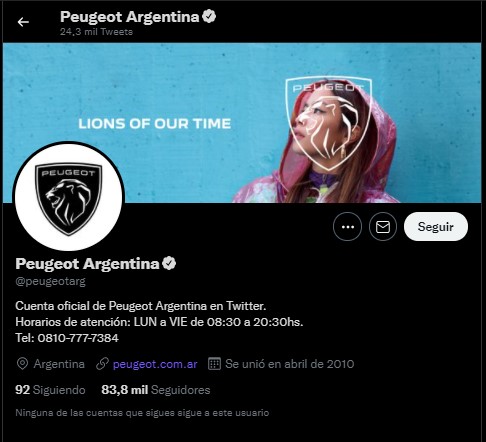 Peugeot Argentina
24,3 mil Tweets
PEUGEOT
LIONS OF OUR TIME
PEUGEOT
Seguir
Peugeot Argentina
@peugeotarg
Cuenta oficial de Peugeot Argentina en Twitter.
Horarios de atención: LUN a VIE de 08:30 a 20:30hs.
Tel: 0810-777-7384
Argentina peugeot.com.ar Se unió en abril de 2010
92 Siguiendo 83,8 mil Seguidores
Ninguna de las cuentas que sigues sigue a este usuario